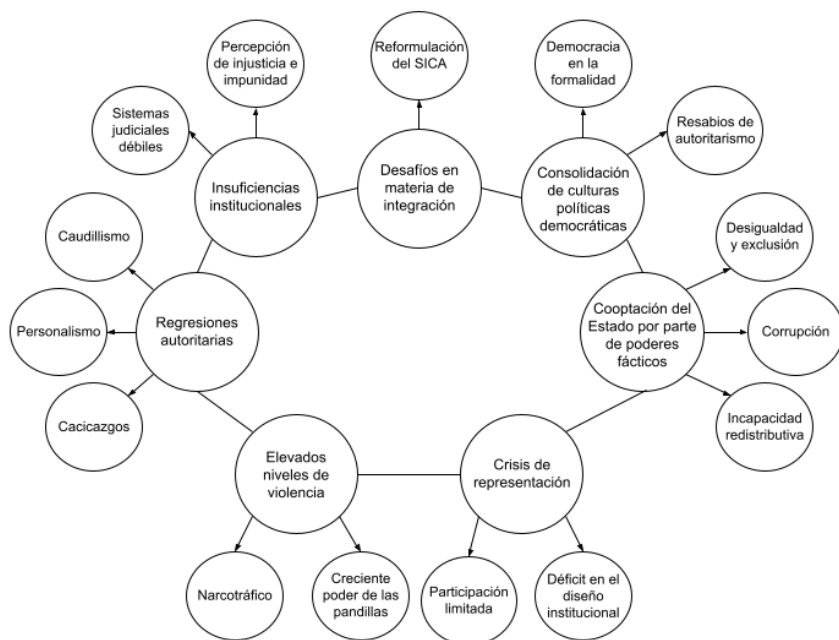 Percepción
de injusticia e
impunidad
Reformulación
del SICA
Democracia
en la
formalidad
Sistemas
judiciales
débiles
Resabios de
autoritarismo
Insuficiencias
institucionales
Desafíos en
materia de
integración
Consolidación
de culturas
políticas
democráticas
Caudillismo
Desigualdad
y exclusión
Personalismo
Regresiones
autoritarias
Cooptación del
Estado por parte
de poderes
fácticos
Corrupción
Cacicazgos
Incapacidad
redistributiva
Elevados
niveles de
violencia
Crisis de
representación
Narcotráfico
Creciente
poder de las
pandillas
Participación
limitada
Déficit en el
diseño
institucional